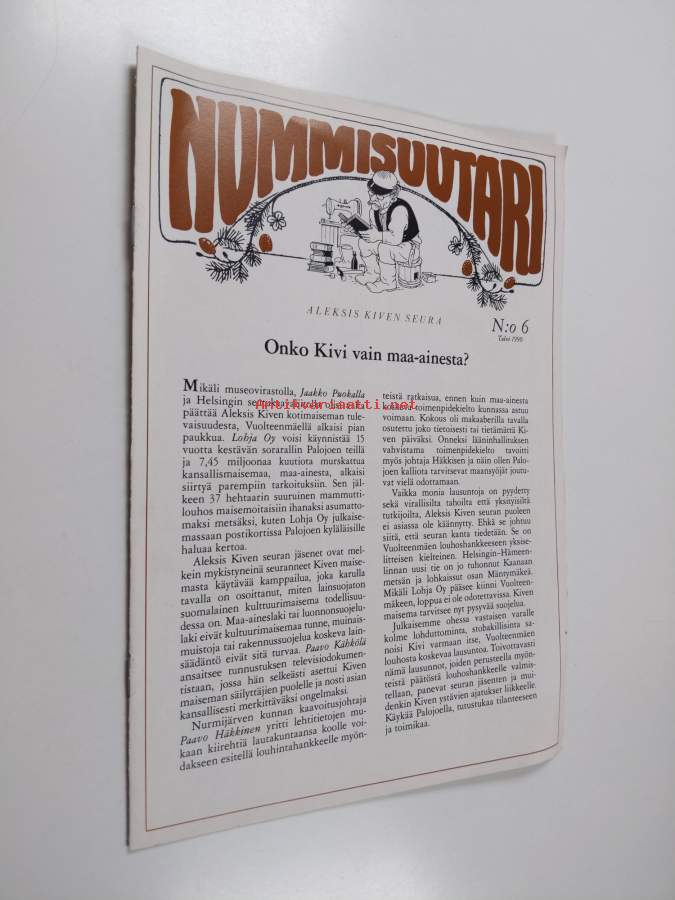 NUMMISUUTARI
ALEKSIS KIVEN SEURA
N:o 6
Talvi 1990
Onko Kivi vain maa-ainesta?
Mikäli museovirastolla, Jaakko Puokalla
ja Helsingin
päättää Aleksis Kiven kotimaiseman tule-
vaisuudesta, Vuolteenmäellä alkaisi pian
paukkua. Lohja Oy voisi käynnistää 15
vuotta kestävän sorarallin Palojoen teillä
ja 7,45 miljoonaa kuutiota murskattua
kansallismaisemaa, maa-ainesta, alkaisi
siirtyä parempiin tarkoituksiin. Sen jäl-
keen 37 hehtaarin suuruinen mammutti-
louhos maisemoitaisiin ihanaksi asumatto-
maksi metsäksi, kuten Lohja Oy julkaise-
massaan postikortissa Palojoen kyläläisille
haluaa kertoa.
Aleksis Kiven seuran jäsenet ovat mel-
kein mykistyneinä seuranneet Kiven maise-
masta käytävää kamppailua, joka karulla
tavalla on osoittanut, miten lainsuojaton
suomalainen kulttuurimaisema todellisuu-
dessa on. Maa-aineslaki tai luonnonsuojelu-
laki eivät kultuurimaisemaa tunne, muinais-
muistoja tai rakennussuojelua koskeva lain-
säädäntö eivät sitä turvaa. Paavo Kähkölä
ansaitsee tunnustuksen televisiodokumen-
tistaan, jossa hän selkeästi asettui Kiven
maiseman säilyttäjien puolelle ja nosti asian
kansallisesti merkittäväksi ongelmaksi.
Nurmijärven kunnan kaavoitusjohtaja
Paavo Häkkinen yritti lehtitietojen mu-
kaan kiirehtiä lautakuntaansa koolle voi-
dakseen esitellä louhintahankkeelle myön-
teistä ratkaisua, ennen kuin maa-ainesta
koskeva toimenpidekielto kunnassa astuu
voimaan. Kokous oli makaaberilla tavalla
osutettu joko tietoisesti tai tietämättä Ki-
ven päiväksi. Onneksi lääninhallituksen
vahvistama toimenpidekielto tavoitti
myös johtaja Häkkisen ja näin ollen Palo-
joen kalliota tarvitsevat maansyöjät joutu-
vat vielä odottamaan.
Vaikka monia lausuntoja on pyydetty
sekä virallisilta tahoilta että yksityisiltä
tutkijoilta, Aleksis Kiven seuran puoleen
ei asiassa ole käännytty. Ehkä se johtuu
siitä, että seuran kanta tiedetään. Se on
Vuolteenmäen louhoshankkeeseen yksise-
litteisen kielteinen. Helsingin–Hämeen-
linnan uusi tie on jo tuhonnut Kaanaan
metsän ja lohkaissut osan Mäntymäkeä.
Mikäli Lohja Oy pääsee kiinni Vuolteen-
mäkeen, loppua ei ole odotettavissa. Kiven
maisema tarvitsee nyt pysyvää suojelua.
Julkaisemme ohessa vastaisen varalle
kolme lohduttominta, stobakillisinta sa-
noisi Kivi varmaan itse, Vuolteenmäen
louhosta koskevaa lausuntoa. Toivottavasti
nämä lausunnot, joiden perusteella myön-
teistä päätöstä louhoshankkeelle valmis-
tellaan, panevat seuran jäsenten ja mui-
denkin Kiven ystävien ajatukset liikkeelle.
Käykää Palojoella, tutustukaa tilanteeseen
ja toimikaa.
Antikvariaatti.net